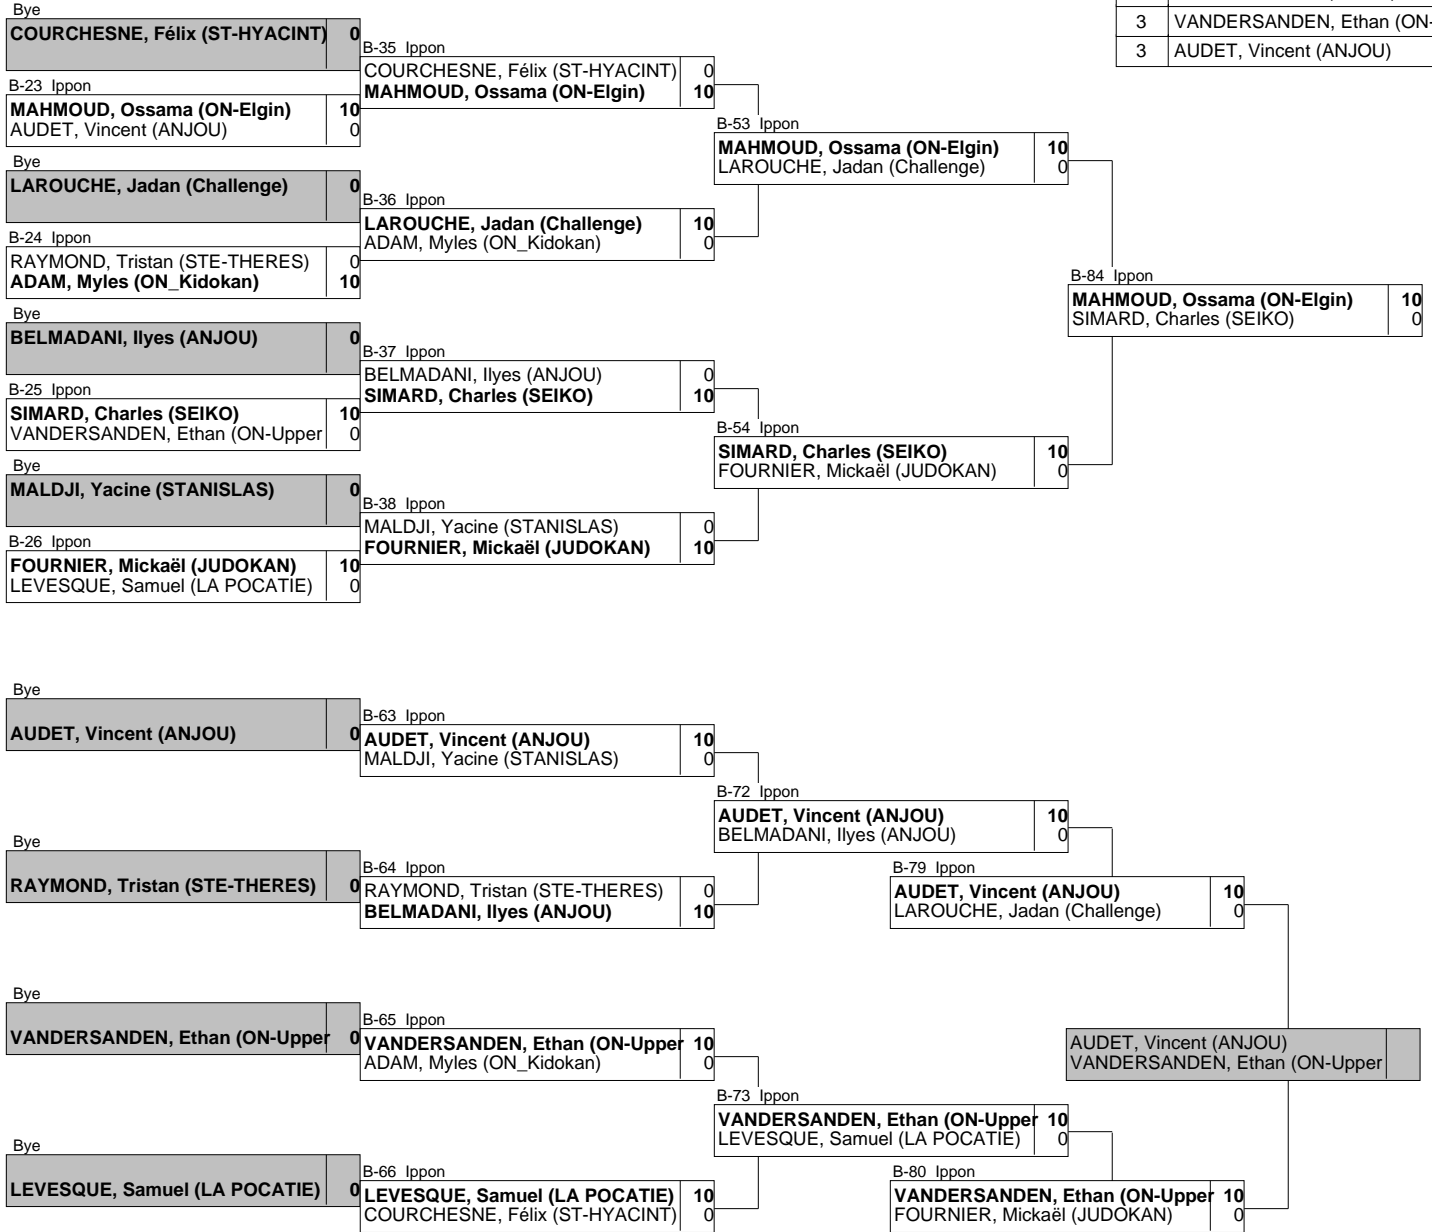 3 VANDERSANDEN, Ethan (ON-
3 AUDET, Vincent (ANJOU)
Bye
COURCHESNE, Félix (ST-HYACINT) 0
B-23 Ippon
MAHMOUD, Ossama (ON-Elgin) 10
AUDET, Vincent (ANJOU) 0
Bye
LAROUCHE, Jadan (Challenge) 0
B-24 Ippon
RAYMOND, Tristan (STE-THERES) 0
ADAM, Myles (ON_Kidokan) 10
Bye
BELMADANI, Ilyes (ANJOU) 0
B-25 Ippon
SIMARD, Charles (SEIKO) 10
VANDERSANDEN, Ethan (ON-Upper 0
Bye
MALDJI, Yacine (STANISLAS) 0
B-26 Ippon
FOURNIER, Mickaël (JUDOKAN) 10
LEVESQUE, Samuel (LA POCATIE) 0
B-35 Ippon
COURCHESNE, Félix (ST-HYACINT) 0
MAHMOUD, Ossama (ON-Elgin) 10
B-36 Ippon
LAROUCHE, Jadan (Challenge) 10
ADAM, Myles (ON_Kidokan) 0
B-37 Ippon
BELMADANI, Ilyes (ANJOU) 0
SIMARD, Charles (SEIKO) 10
B-38 Ippon
MALDJI, Yacine (STANISLAS) 0
FOURNIER, Mickaël (JUDOKAN) 10
B-53 Ippon
MAHMOUD, Ossama (ON-Elgin) 10
LAROUCHE, Jadan (Challenge) 0
B-54 Ippon
SIMARD, Charles (SEIKO) 10
FOURNIER, Mickaël (JUDOKAN) 0
B-84 Ippon
MAHMOUD, Ossama (ON-Elgin) 10
SIMARD, Charles (SEIKO) 0
Bye
AUDET, Vincent (ANJOU) 0
Bye
RAYMOND, Tristan (STE-THERES) 0
Bye
VANDERSANDEN, Ethan (ON-Upper 0
Bye
LEVESQUE, Samuel (LA POCATIE) 0
B-63 Ippon
AUDET, Vincent (ANJOU) 10
MALDJI, Yacine (STANISLAS) 0
B-64 Ippon
RAYMOND, Tristan (STE-THERES) 0
BELMADANI, Ilyes (ANJOU) 10
B-65 Ippon
VANDERSANDEN, Ethan (ON-Upper 10
ADAM, Myles (ON_Kidokan) 0
B-66 Ippon
LEVESQUE, Samuel (LA POCATIE) 10
COURCHESNE, Félix (ST-HYACINT) 0
B-72 Ippon
AUDET, Vincent (ANJOU) 10
BELMADANI, Ilyes (ANJOU) 0
B-73 Ippon
VANDERSANDEN, Ethan (ON-Upper 10
LEVESQUE, Samuel (LA POCATIE) 0
B-79 Ippon
AUDET, Vincent (ANJOU) 10
LAROUCHE, Jadan (Challenge) 0
B-80 Ippon
VANDERSANDEN, Ethan (ON-Upper 10
FOURNIER, Mickaël (JUDOKAN) 0
AUDET, Vincent (ANJOU)
VANDERSANDEN, Ethan (ON-Upper